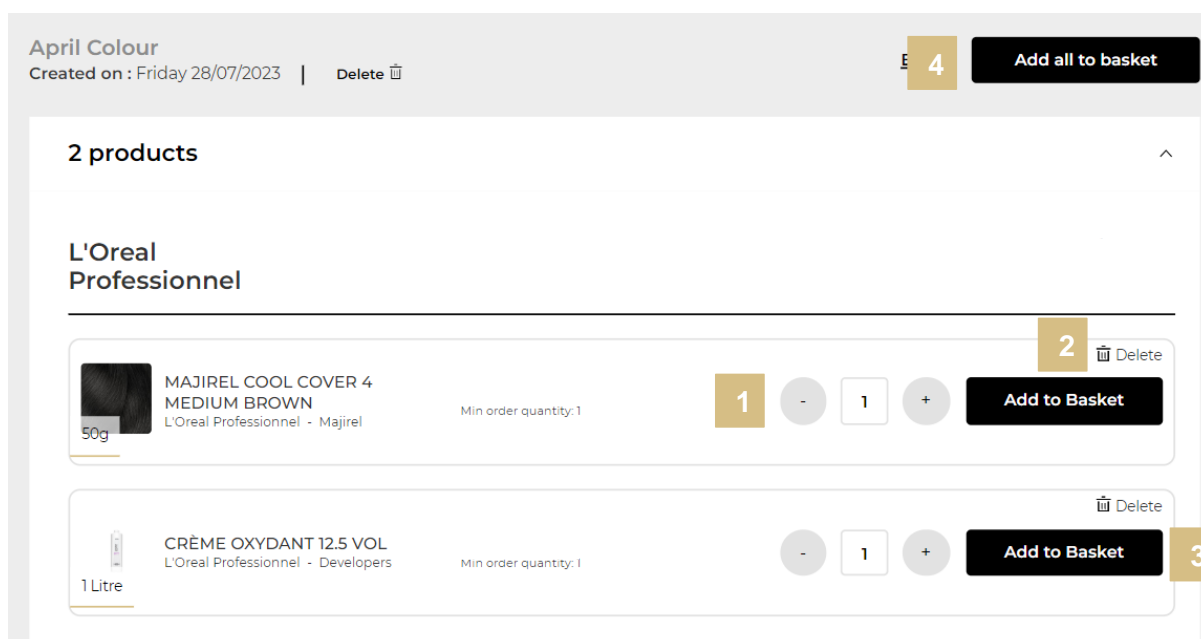 April Colour
Created on : Friday 28/07/2023 | Delete
4
Add all to basket
2 products
L'Oreal
Professionnel
2
Delete
MAJIREL COOL COVER 4
MEDIUM BROWN
L'Oreal Professionnel - Majirel
50g
Min order quantity: 1
1
- 1 +
Add to Basket
Delete
CRÈME OXYDANT 12.5 VOL
L'Oreal Professionnel - Developers
1 Litre
Min order quantity: 1
- 1 +
Add to Basket
3